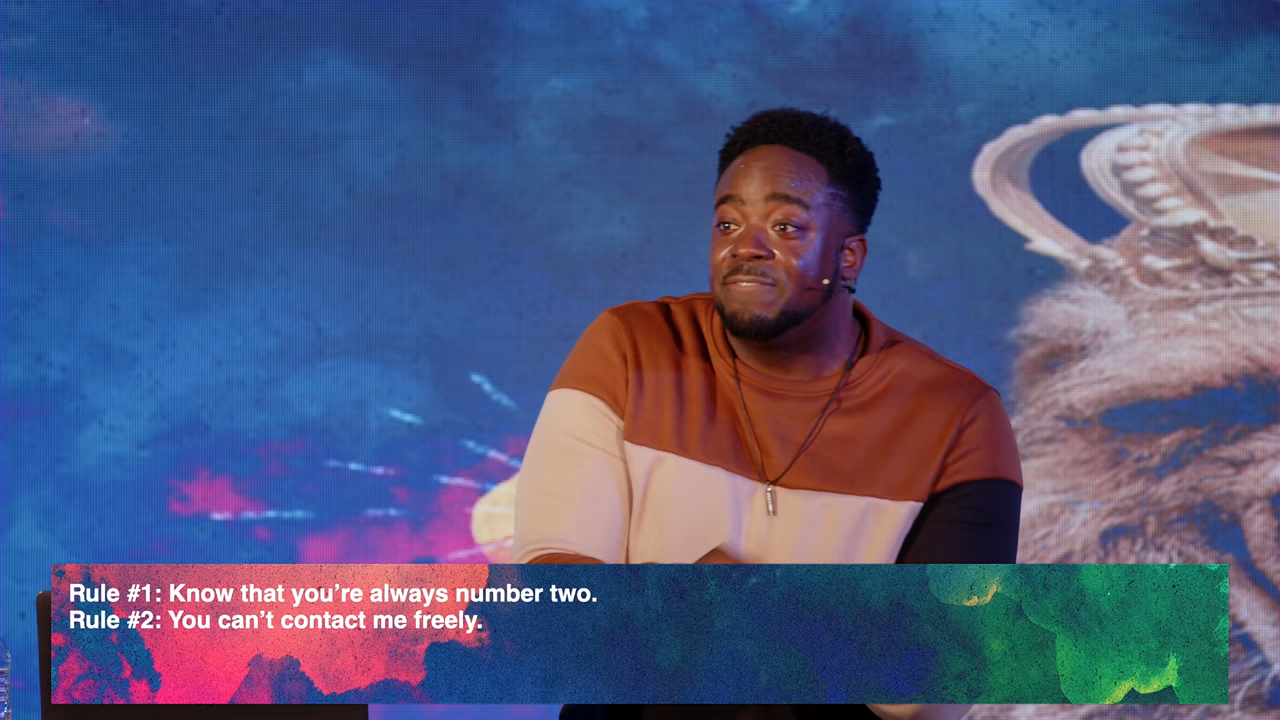 Rule #1: Know that you’re always number two.
Rule #2: You can’t contact me freely.